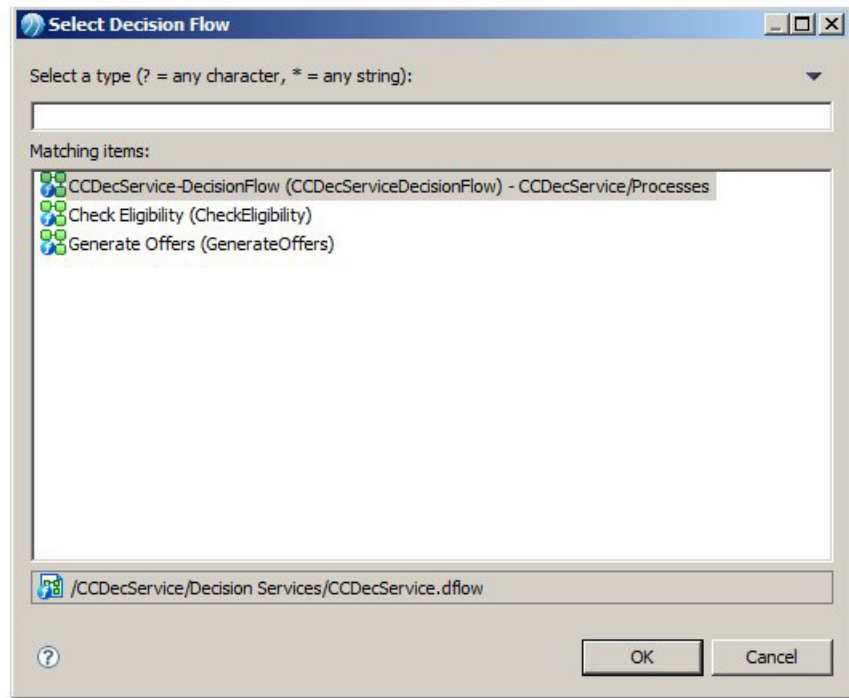 Select Decision Flow
Select a type (? = any character, * = any string):
Matching items:
CCDecService-DecisionFlow (CCDecServiceDecisionFlow) - CCDecService/Processes
Check Eligibility (CheckEligibility)
Generate Offers (GenerateOffers)
/CCDecService/Decision Services/CCDecService.dflow
? OK Cancel